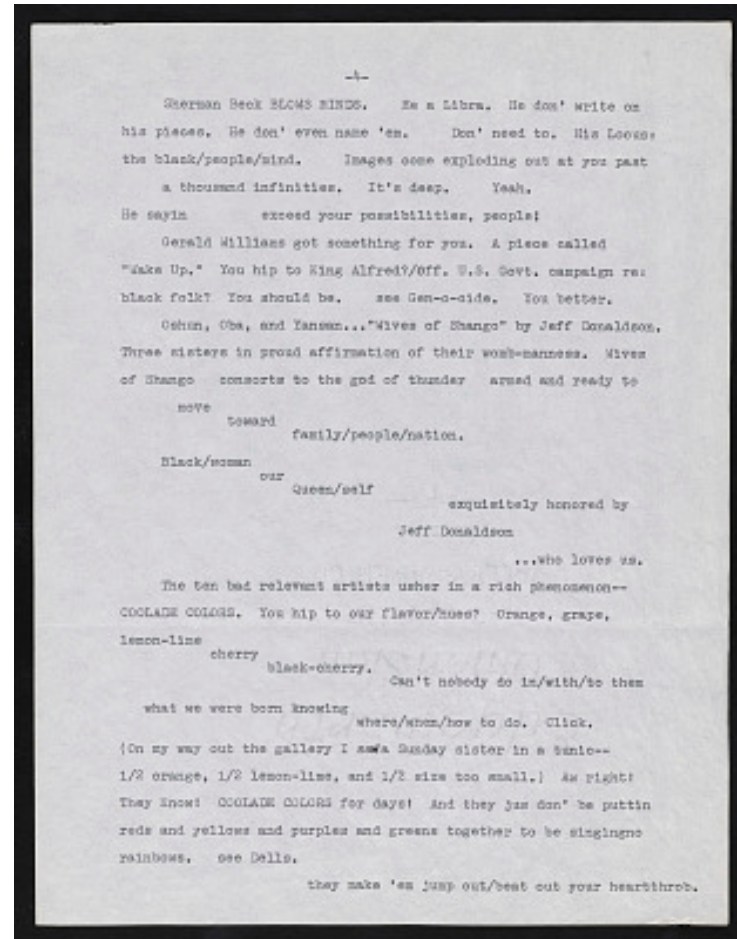 -4-
Sherman Beck BLOWS MINDS. He a Libra. He don' write on
his pieces. He don' even name 'em. Don' need to. His Locus:
the black/people/mind. Images come exploding out at you past
a thousand infinities. It's deep. Yeah.
He sayin exceed your possibilities, people!
Gerald Williams got something for you. A piece called
"Wake Up." You hip to King Alfred?/Off. U.S. Govt. campaign re:
black folk? You should be. see Gen-o-cide. You better.
Oshun, Oba, and Yansan..."Wives of Shango" by Jeff Donaldson.
Three sisters in proud affirmation of their womb-manness. Wives
of Shango consorts to the god of thunder armed and ready to
move
toward
family/people/nation.
Black/woman
our
Queen/self
exquisitely honored by
Jeff Donaldson
...who loves us.
The ten bad relevant artists usher in a rich phenomenon--
COOLADE COLORS. You hip to our flavor/hues? Orange, grape,
lemon-lime
cherry
black-cherry.
Can't nobody do in/with/to them
what we were born knowing
where/when/how to do. Click.
(On my way out the gallery I saw a Sunday sister in a tunic--
1/2 orange, 1/2 lemon-lime, and 1/2 size too small.) Aw right!
They know! COOLADE COLORS for days! And they jus don' be puttin
reds and yellows and purples and greens together to be singingno
rainbows. see Dells.
they make 'em jump out/beat out your heartthrob.